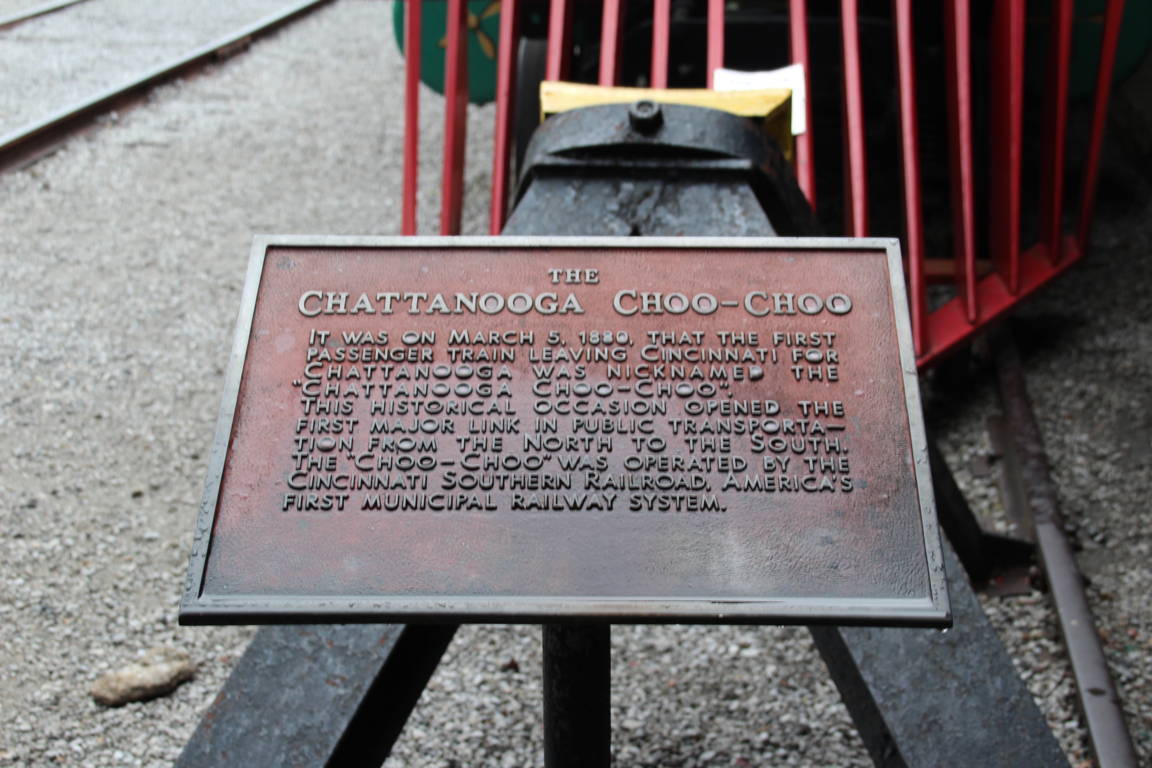 THE
CHATTANOOGA CHOO-CHOO
IT WAS ON MARCH 5, 1880, THAT THE FIRST
PASSENGER TRAIN LEAVING CINCINNATI FOR
CHATTANOOGA WAS NICKNAMED THE
"CHATTANOOGA CHOO-CHOO".
THIS HISTORICAL OCCASION OPENED THE
FIRST MAJOR LINK IN PUBLIC TRANSPORTA-
TION FROM THE NORTH TO THE SOUTH.
THE "CHOO-CHOO" WAS OPERATED BY THE
CINCINNATI SOUTHERN RAILROAD, AMERICA'S
FIRST MUNICIPAL RAILWAY SYSTEM.